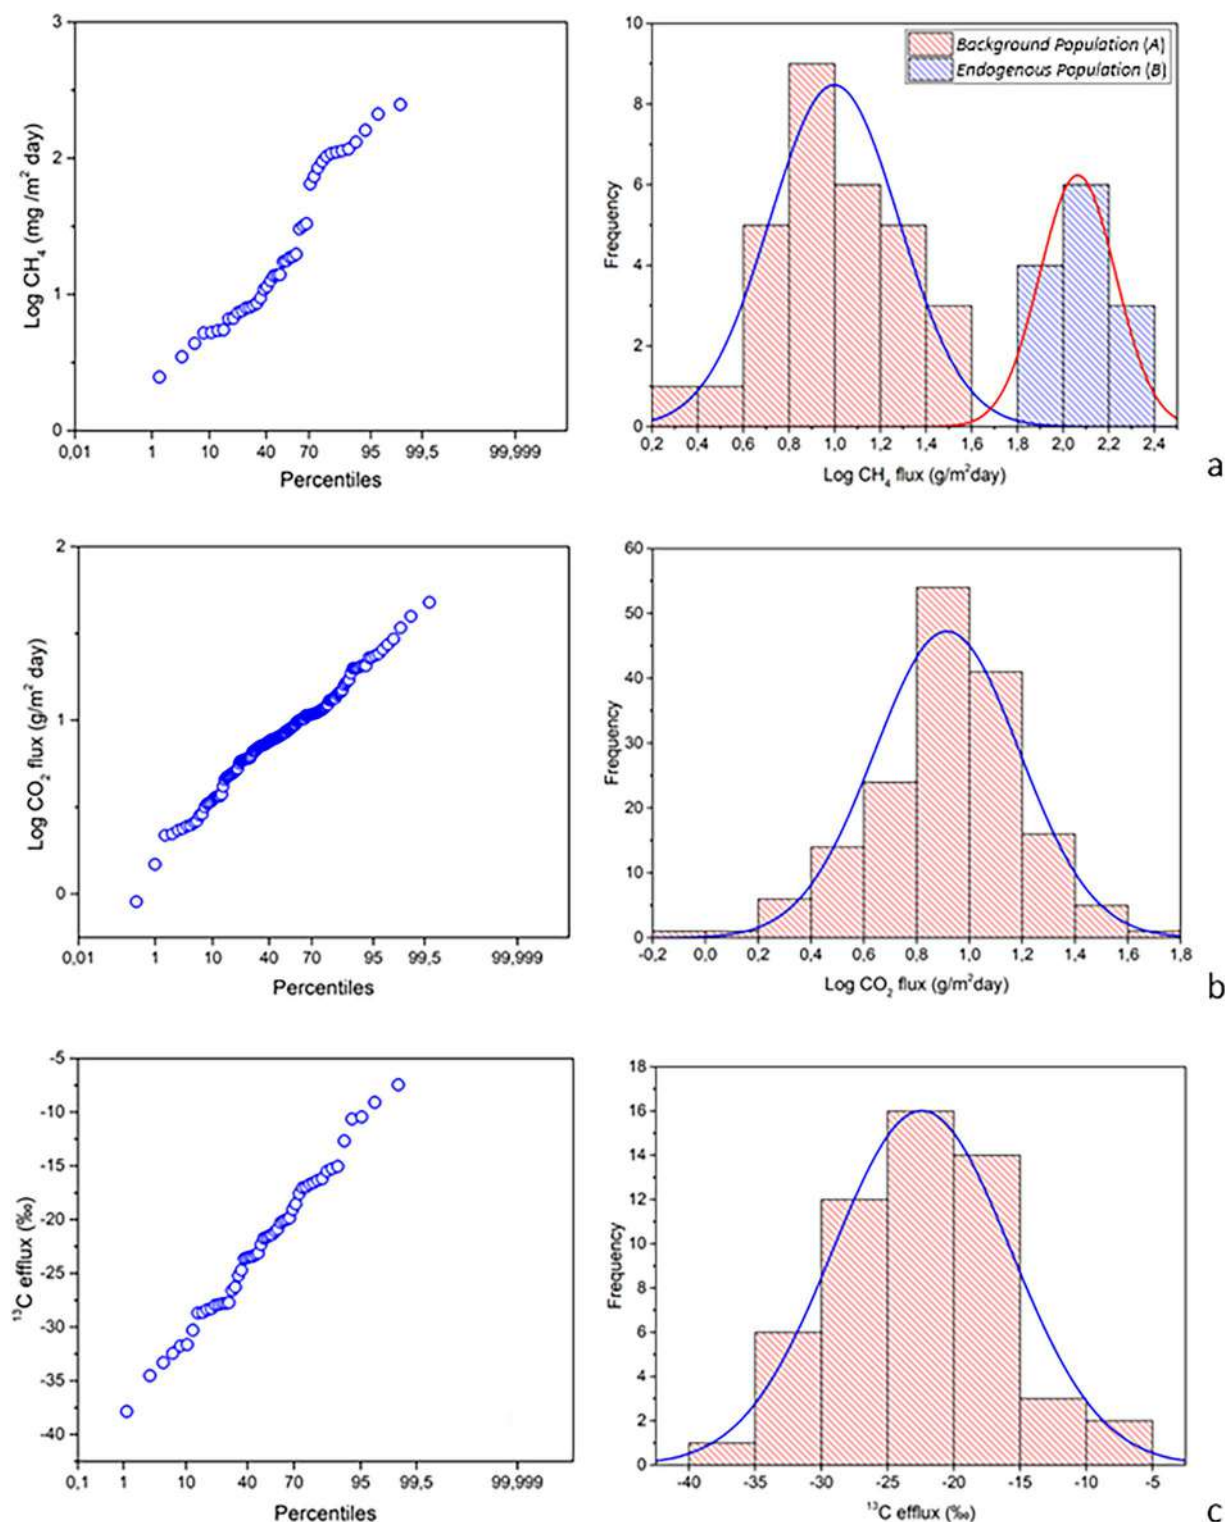 3
2
1
0
Log CH₄ (mg /m² day)
0,01 1 10 40 70 95 99,5 99,999
Percentiles
10
8
6
4
2
0
Frequency
Background Population (A)
Endogenous Population (B)
0,2 0,4 0,6 0,8 1,0 1,2 1,4 1,6 1,8 2,0 2,2 2,4
Log CH₄ flux (g/m²day)
a
2
1
0
Log CO₂ flux (g/m² day)
0,01 1 10 40 70 95 99,5 99,999
Percentiles
60
50
40
30
20
10
0
Frequency
-0,2 0,0 0,2 0,4 0,6 0,8 1,0 1,2 1,4 1,6 1,8
Log CO₂ flux (g/m²day)
b
-5
-10
-15
-20
-25
-30
-35
-40
¹³C efflux (‰)
0,1 1 10 40 70 95 99,5 99,999
Percentiles
18
16
14
12
10
8
6
4
2
0
Frequency
-40 -35 -30 -25 -20 -15 -10 -5
¹³C efflux (‰)
c